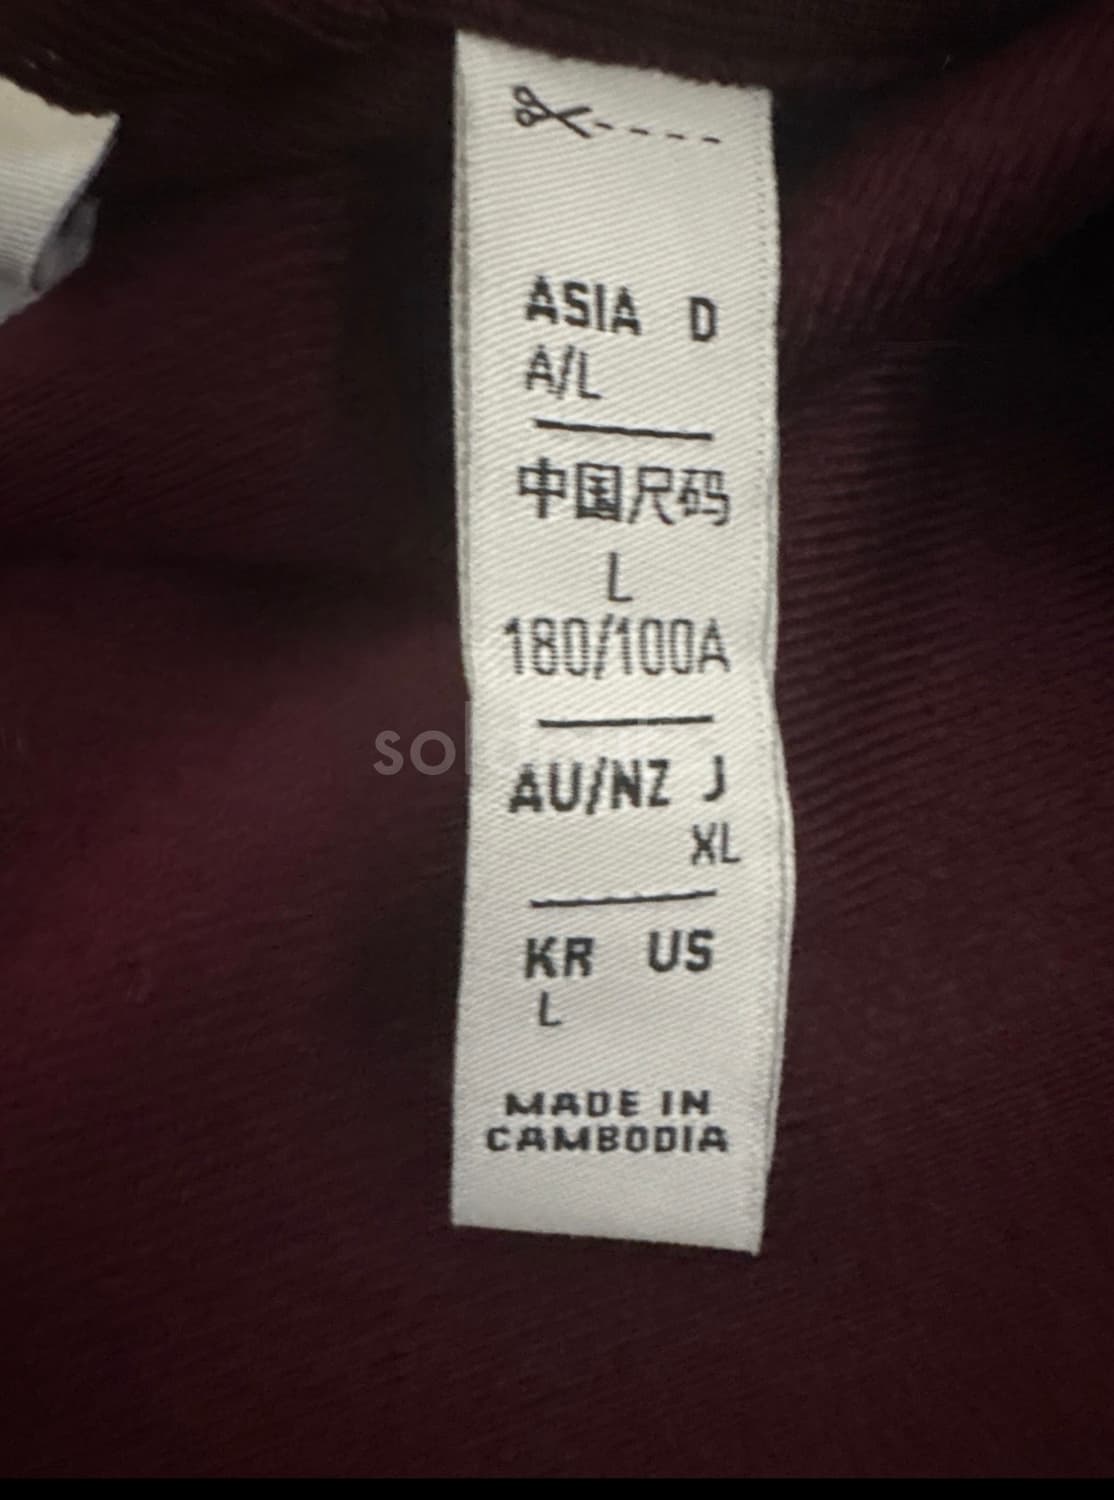 ASIA D
A/L
中国尺码
L
180/100A
AU/NZ J
XL
KR US
L
MADE IN
CAMBODIA